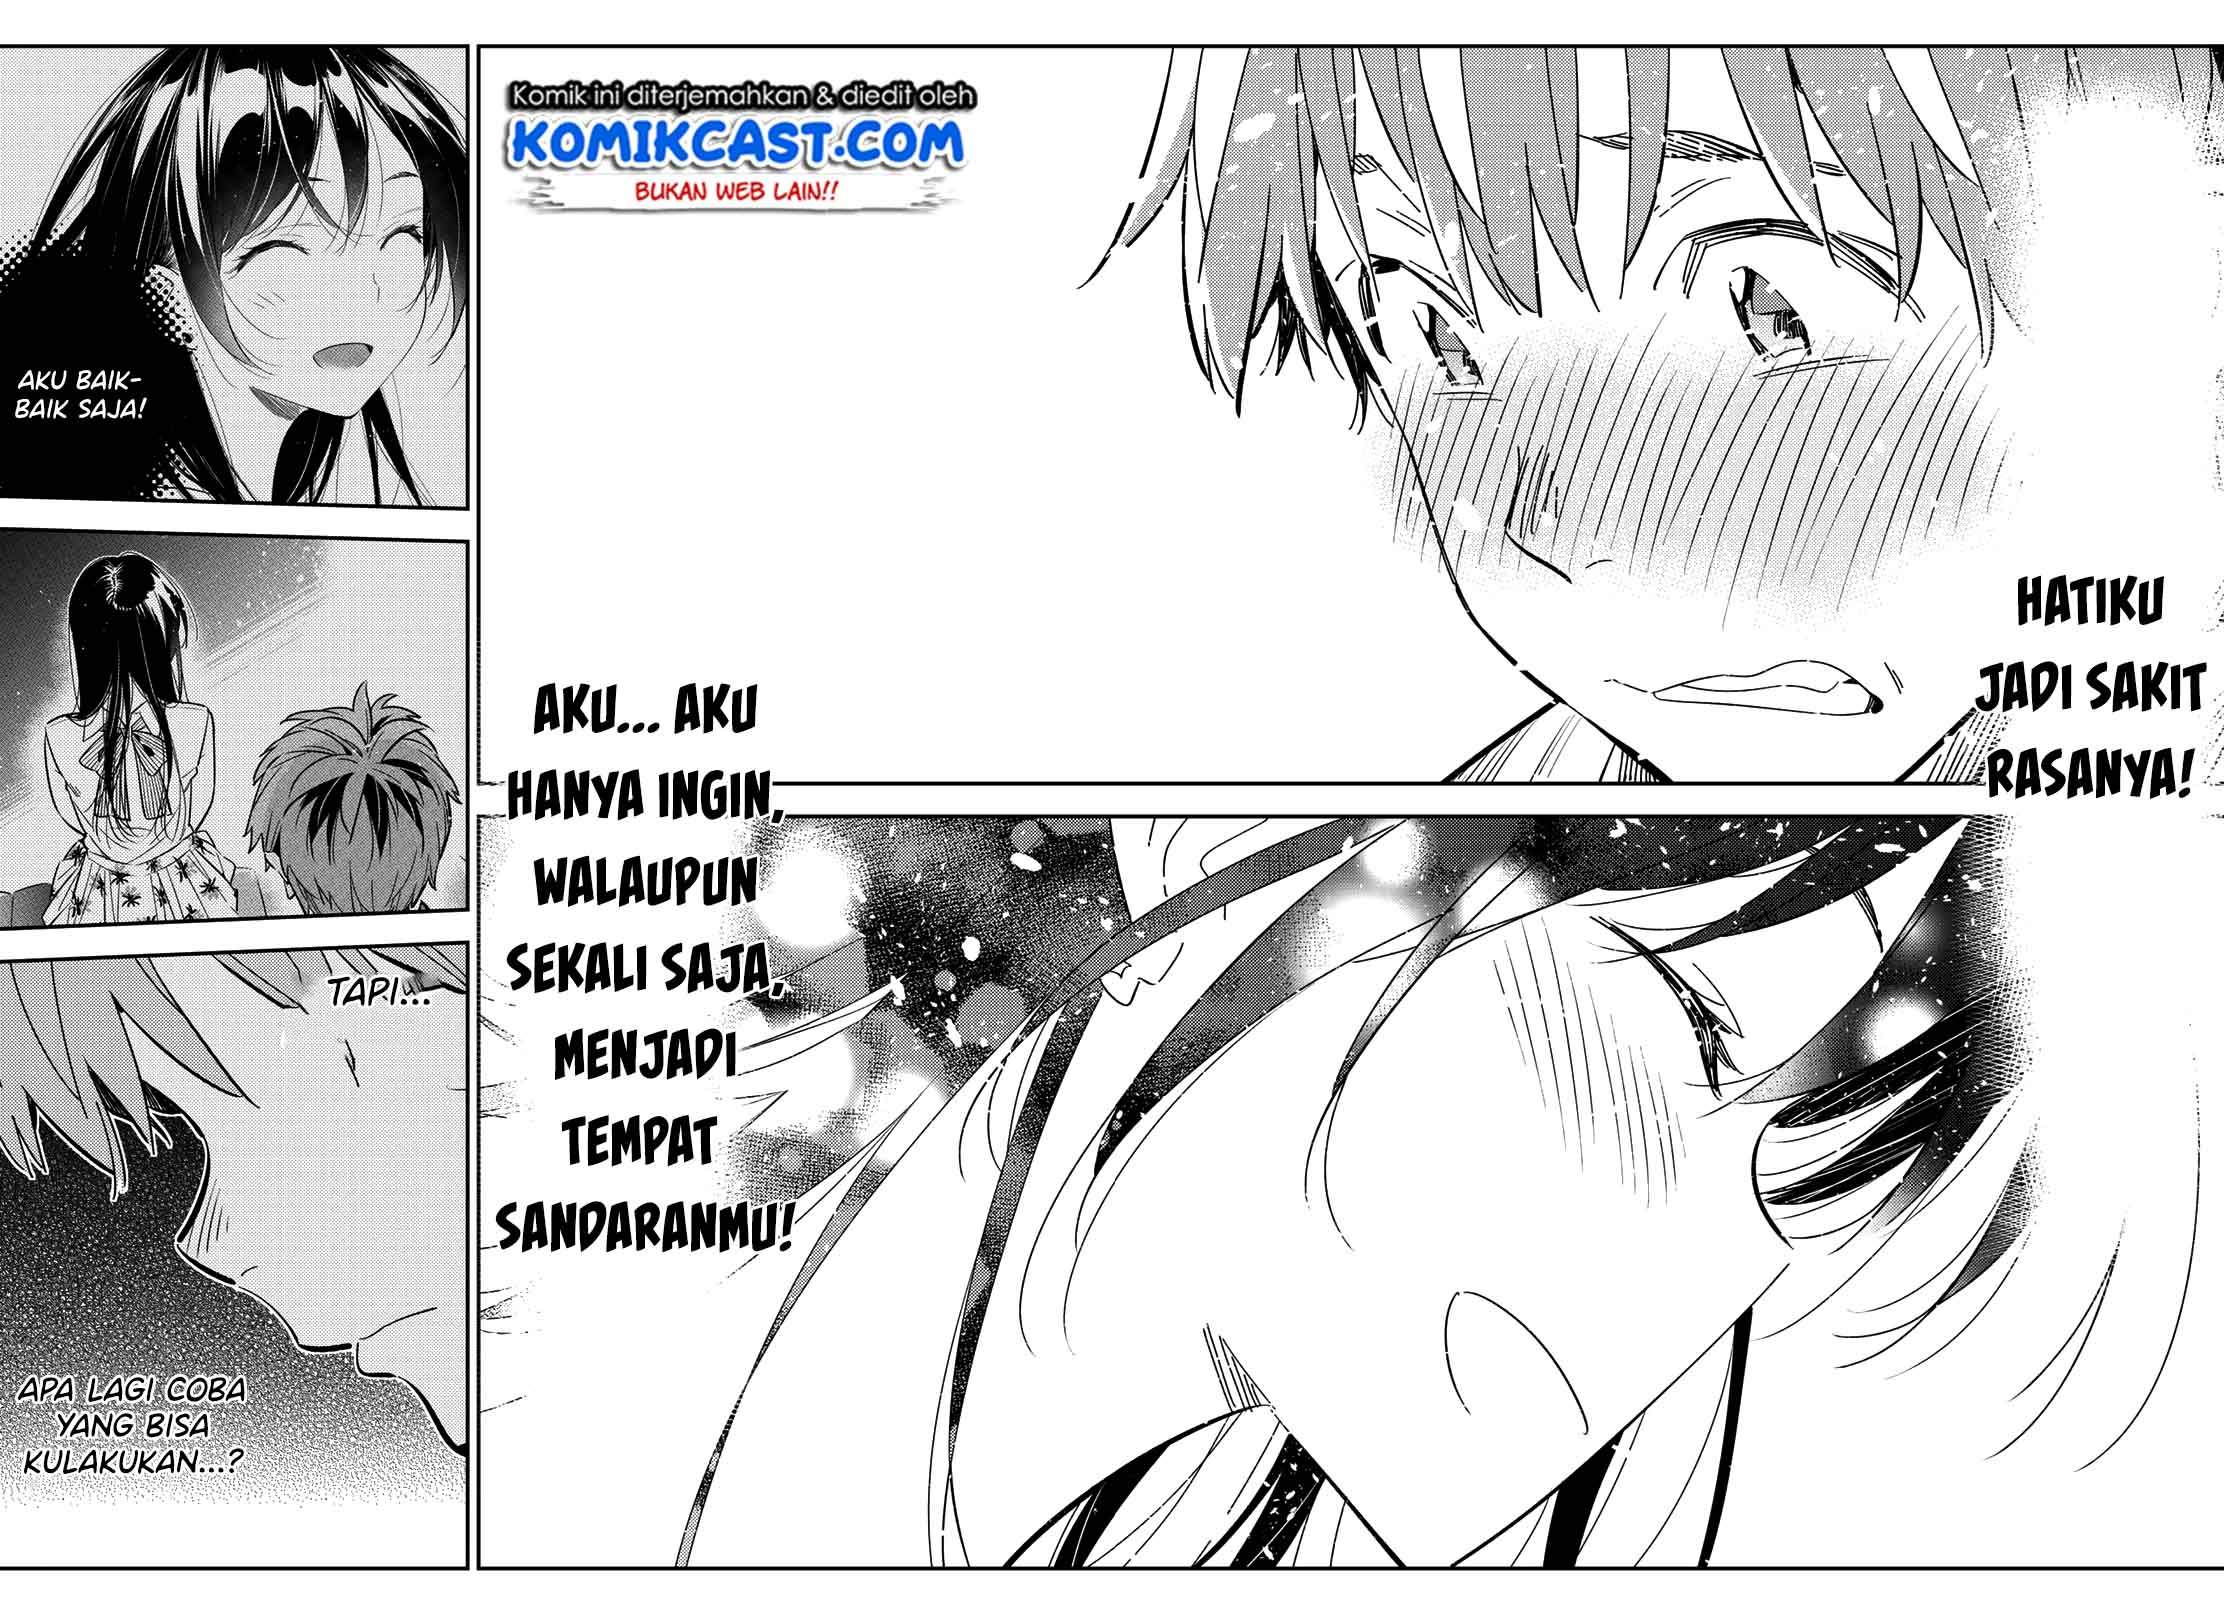 Komik ini diterjemahkan & diedit oleh
KOMIKCAST.COM
BUKAN WEB LAIN!!
HATIKU
JADI SAKIT
RASANYA!
AKU... AKU
HANYA INGIN,
WALAUPUN
SEKALI SAJA,
MENJADI
TEMPAT
SANDARANMU!
AKU BAIK-
BAIK SAJA!
TAPI...
APA LAGI COBA
YANG BISA
KULAKUKAN...?